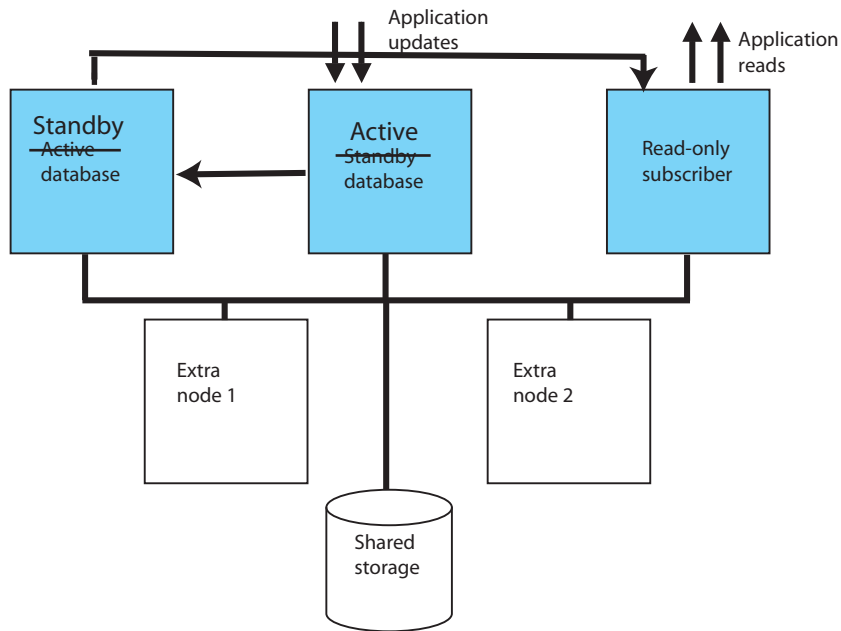 Application
updates
Application
reads
Standby
Active
database
Active
Standby
database
Read-only
subscriber
Extra
node 1
Extra
node 2
Shared
storage